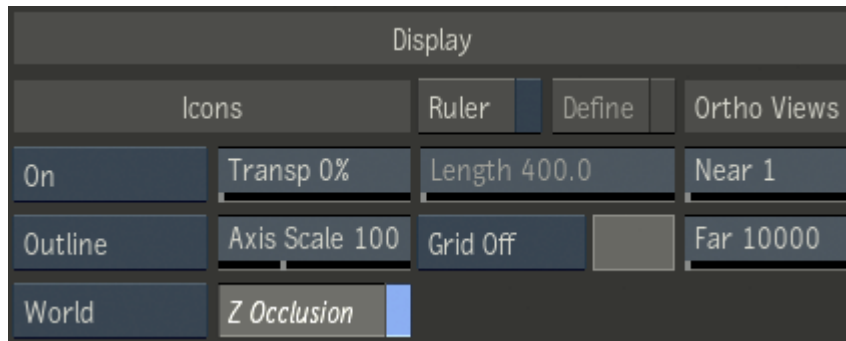 Display
Icons Ruler Define Ortho Views
On Transp 0% Length 400.0 Near 1
Outline Axis Scale 100 Grid Off Far 10000
World Z Occlusion